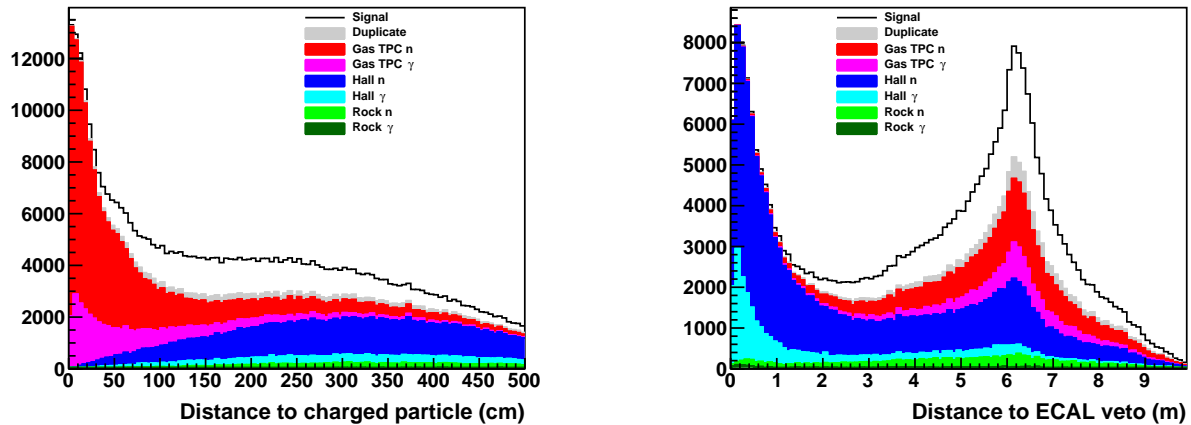 Signal
Duplicate
Gas TPC n
Gas TPC γ
Hall n
Hall γ
Rock n
Rock γ
12000
10000
8000
6000
4000
2000
0
0 50 100 150 200 250 300 350 400 450 500
Distance to charged particle (cm)
Signal
Duplicate
Gas TPC n
Gas TPC γ
Hall n
Hall γ
Rock n
Rock γ
8000
7000
6000
5000
4000
3000
2000
1000
0
0 1 2 3 4 5 6 7 8 9
Distance to ECAL veto (m)